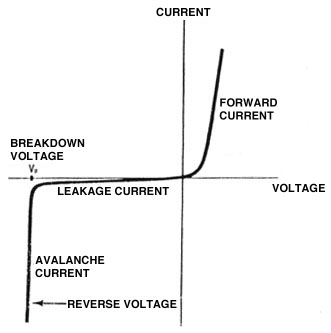 CURRENT
FORWARD
CURRENT
BREAKDOWN
VOLTAGE
LEAKAGE CURRENT
VOLTAGE
AVALANCHE
CURRENT
REVERSE VOLTAGE